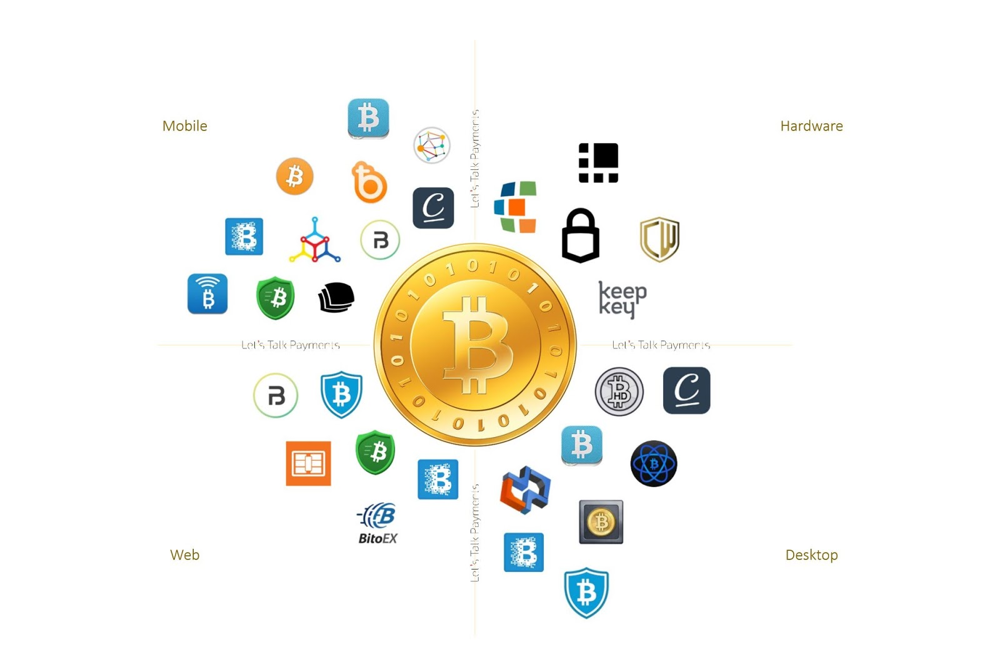 Mobile
Hardware
Let's Talk Payments
keep
key
Let's Talk Payments
Let's Talk Payments
HD
BitoEX
Let's Talk Payments
Web
Desktop